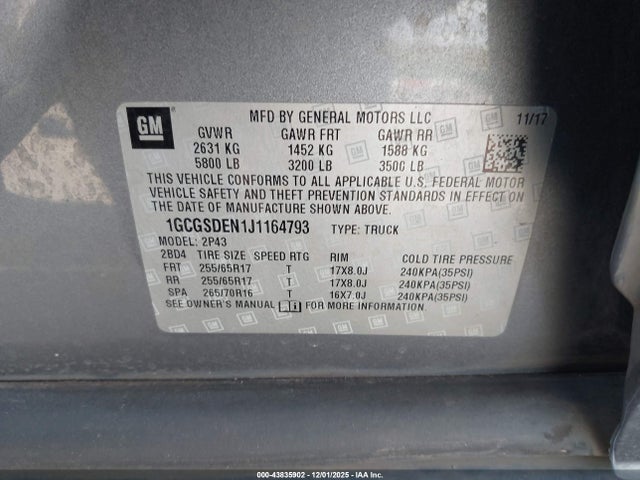 GM
MFD BY GENERAL MOTORS LLC 11/17
GVWR GAWR FRT GAWR RR
2631 KG 1452 KG 1588 KG
5800 LB 3200 LB 3500 LB
THIS VEHICLE CONFORMS TO ALL APPLICABLE U.S. FEDERAL MOTOR
VEHICLE SAFETY AND THEFT PREVENTION STANDARDS IN EFFECT ON
THE DATE OF MANUFACTURE SHOWN ABOVE.
1GCGSDEN1J1164793 TYPE: TRUCK
MODEL: 2P43
2BD4 TIRE SIZE SPEED RTG RIM COLD TIRE PRESSURE
FRT 255/65R17 T 17X8.0J 240KPA(35PSI)
RR 255/65R17 T 17X8.0J 240KPA(35PSI)
SPA 265/70R16 T 16X7.0J 240KPA(35PSI)
SEE OWNER'S MANUAL FOR MORE INFORMATION
000-43835902 - 12/01/2025 - IAA Inc.